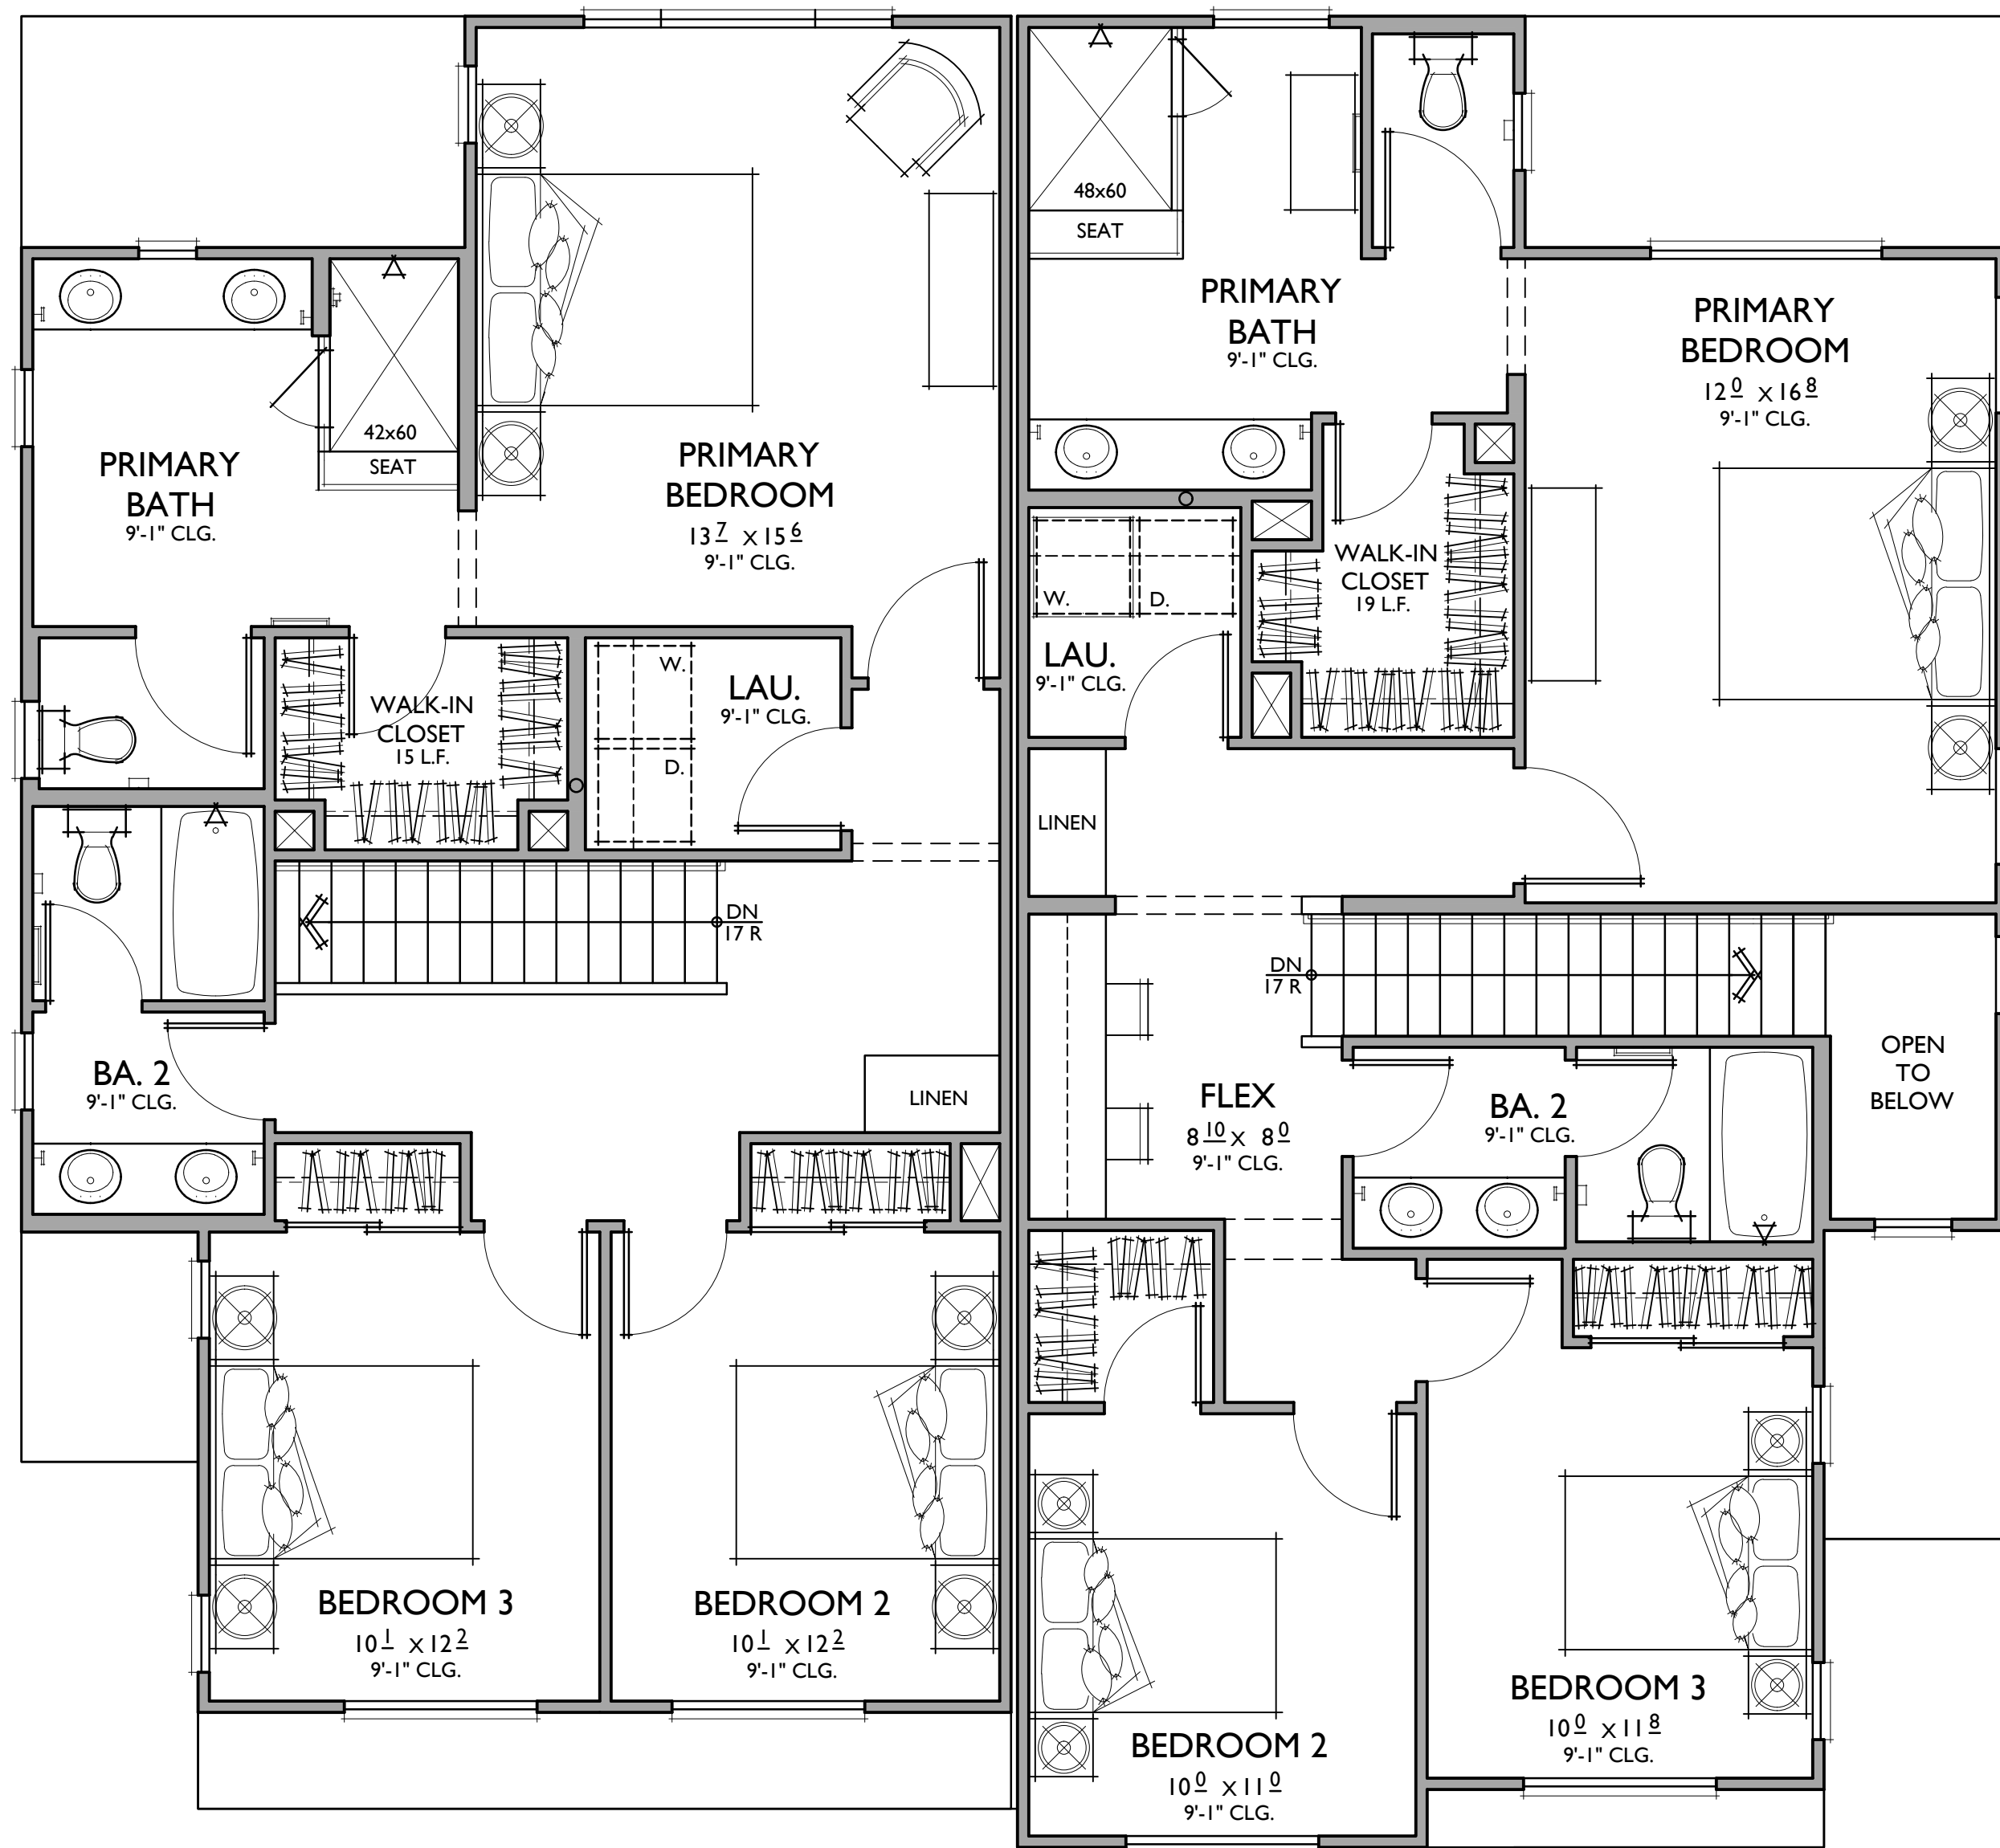 48x60
SEAT
PRIMARY
BATH
9'-1" CLG.
PRIMARY
BEDROOM
12 0 X 16 8
9'-1" CLG.
42x60
SEAT
PRIMARY
BATH
9'-1" CLG.
PRIMARY
BEDROOM
13 7 X 15 6
9'-1" CLG.
WALK-IN
CLOSET
19 L.F.
W.
D.
LAU.
9'-1" CLG.
WALK-IN
CLOSET
15 L.F.
W.
D.
LAU.
9'-1" CLG.
LINEN
DN
17 R
DN
17 R
OPEN
TO
BELOW
BA. 2
9'-1" CLG.
LINEN
FLEX
8 10 X 8 0
9'-1" CLG.
BA. 2
9'-1" CLG.
BEDROOM 3
10 1 X 12 2
9'-1" CLG.
BEDROOM 2
10 1 X 12 2
9'-1" CLG.
BEDROOM 2
10 0 X 11 0
9'-1" CLG.
BEDROOM 3
10 0 X 11 8
9'-1" CLG.